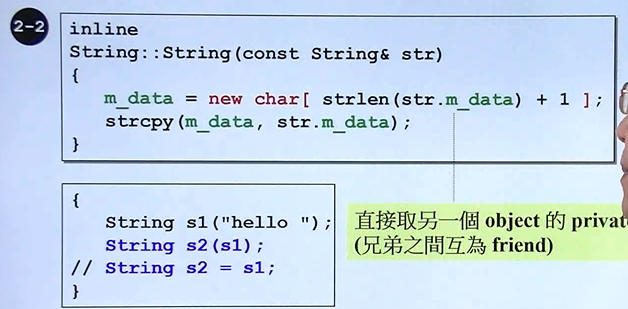 2-2
inline
String::String(const String& str)
{
m_data = new char[ strlen(str.m_data) + 1 ];
strcpy(m_data, str.m_data);
}
{
String s1("hello ");
String s2(s1);
// String s2 = s1;
}
直接取另一個 object 的
(兄弟之間互為 friend)